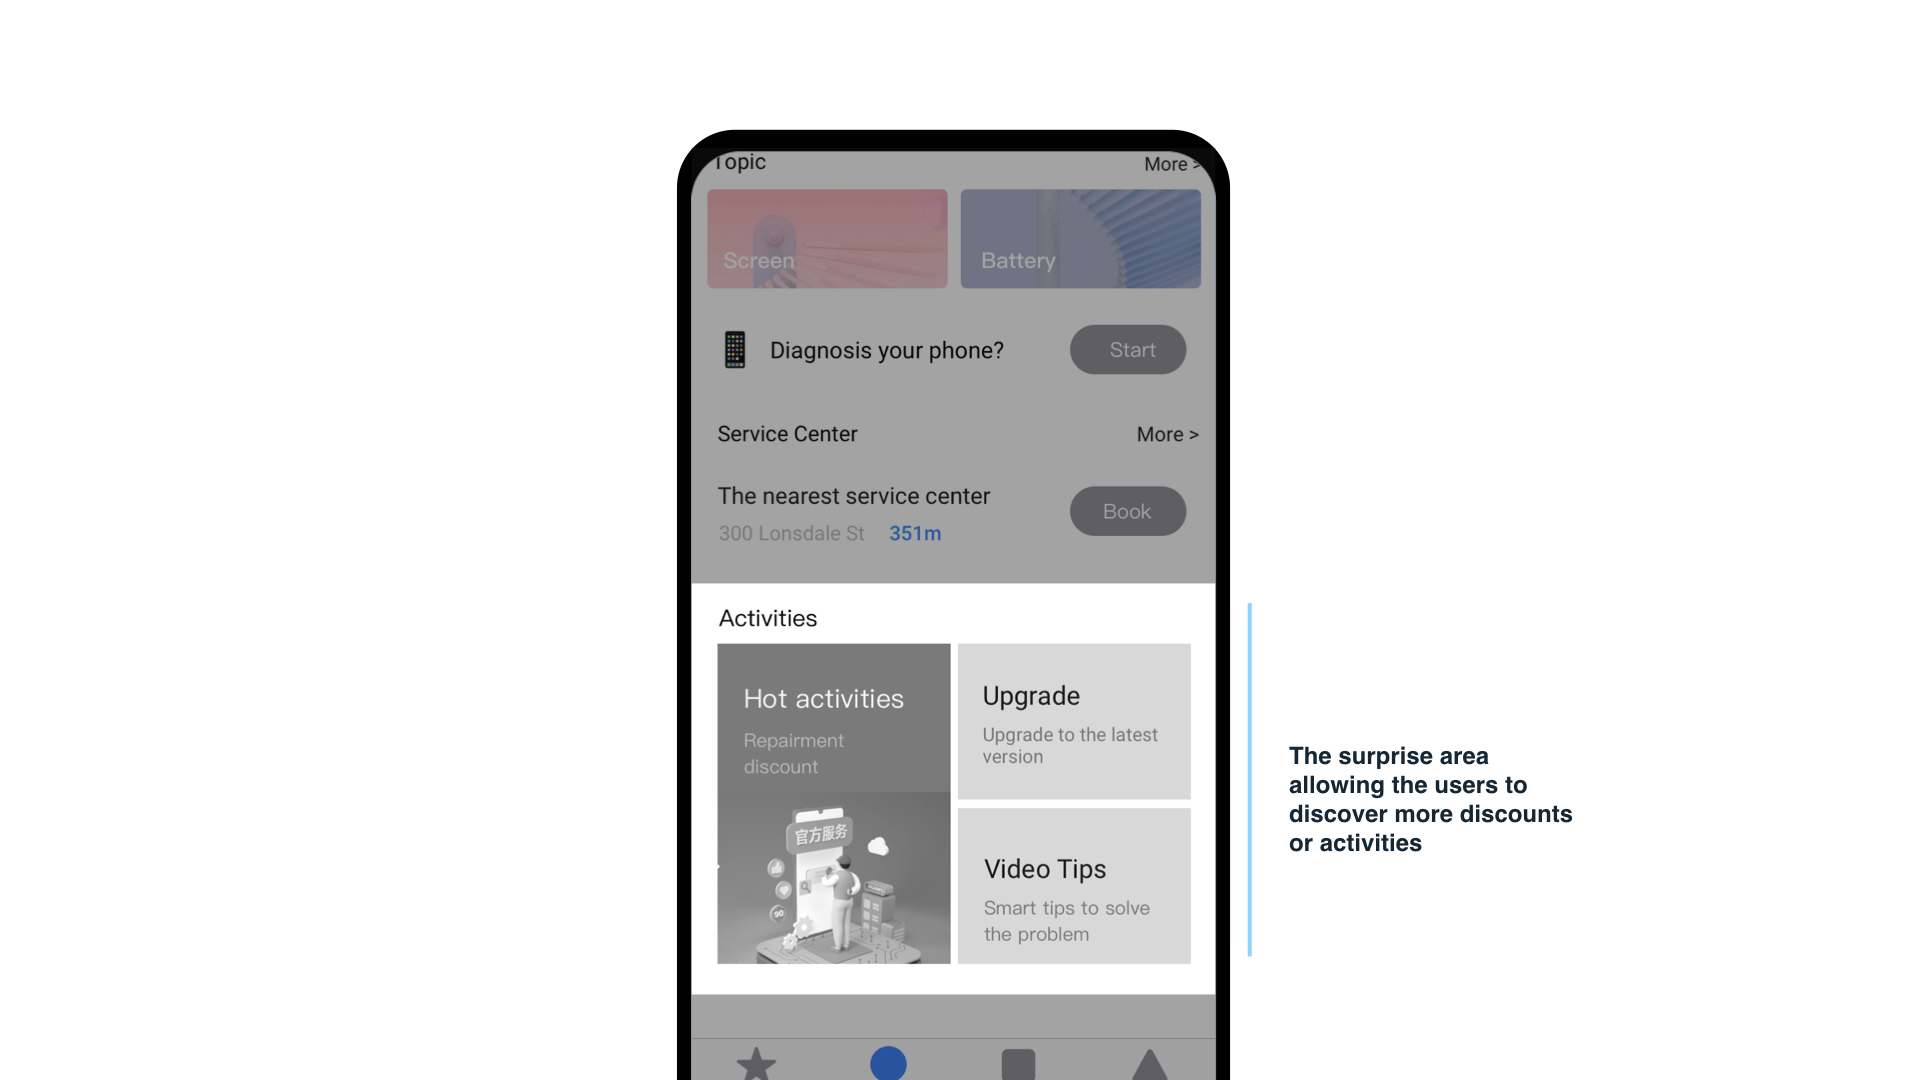 Topic
More >
Screen
Battery
Diagnosis your phone?
Start
Service Center
More >
The nearest service center
300 Lonsdale St 351m
Book
Activities
Hot activities
Repairment
discount
官方服务
90
Upgrade
Upgrade to the latest
version
Video Tips
Smart tips to solve
the problem
The surprise area
allowing the users to
discover more discounts
or activities